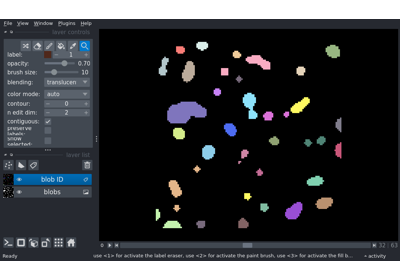 File View Window Plugins Help
layer controls
label: 1
opacity: 0.70
brush size: 10
blending: translucen
color mode: auto
contour: 0
n edit dim: 2
contiguous:
preserve labels:
show selected:
layer list
blob ID
blobs
32 63
Ready
use <1> for activate the label eraser, use <2> for activate the paint brush, use <3> for activate the fill b...
activity